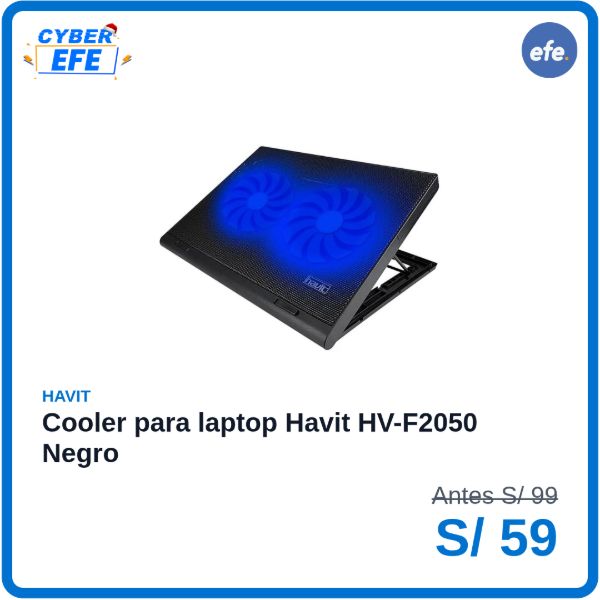 CYBER
EFE
efe.
havit
HAVIT
Cooler para laptop Havit HV-F2050
Negro
Antes S/ 99
S/ 59